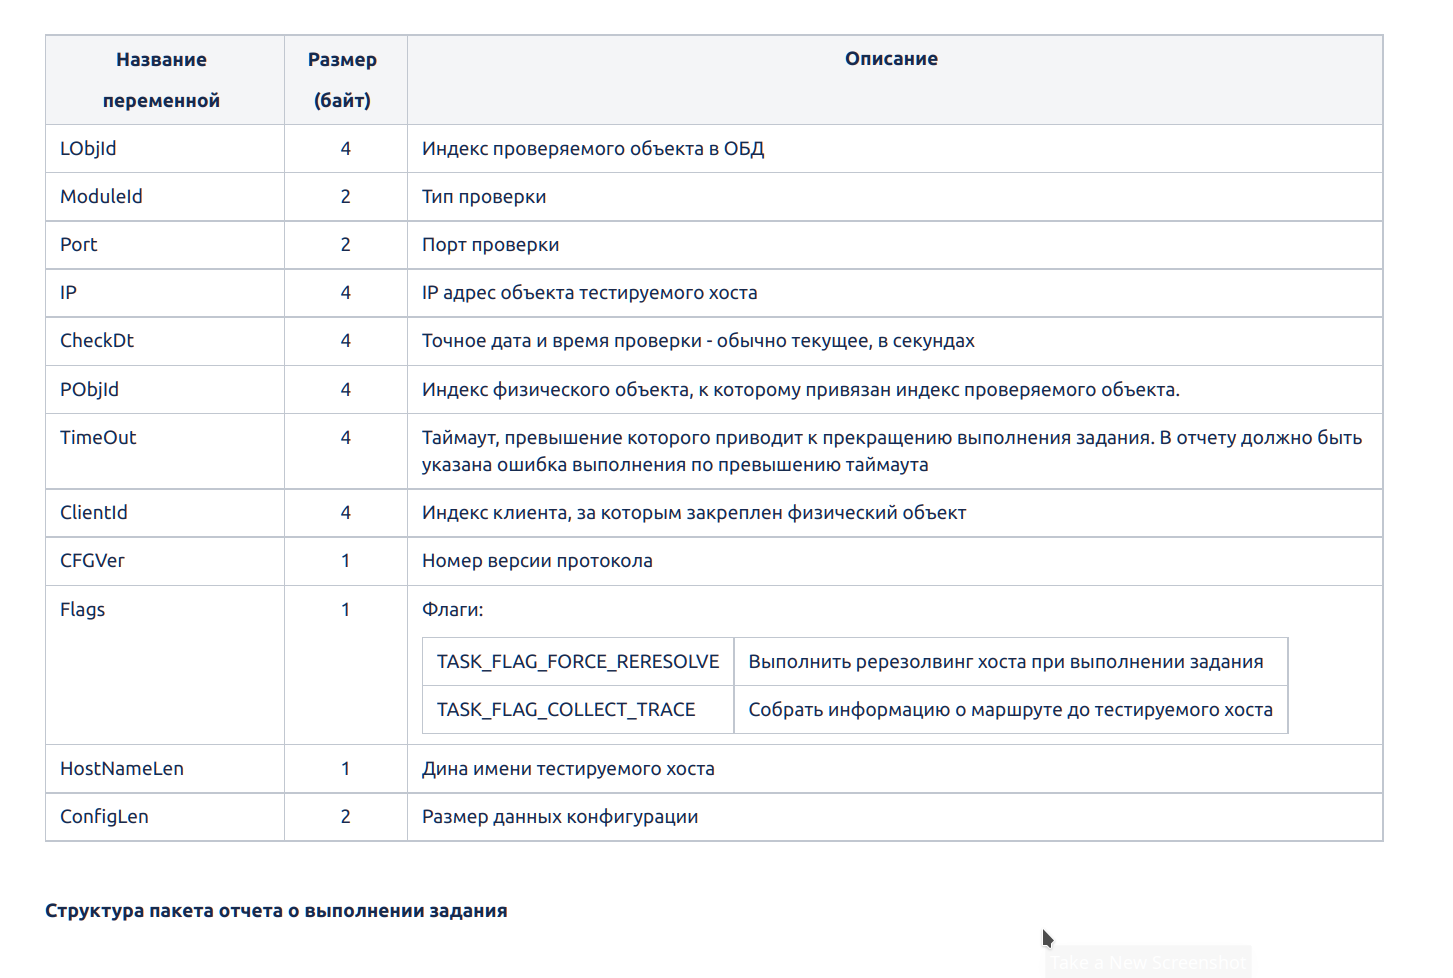 Название переменной Размер (байт) Описание
LObjId 4 Индекс проверяемого объекта в ОБД
ModuleId 2 Тип проверки
Port 2 Порт проверки
IP 4 IP адрес объекта тестируемого хоста
CheckDt 4 Точное дата и время проверки - обычно текущее, в секундах
PObjId 4 Индекс физического объекта, к которому привязан индекс проверяемого объекта.
TimeOut 4 Таймаут, превышение которого приводит к прекращению выполнения задания. В отчету должно быть
указана ошибка выполнения по превышению таймаута
ClientId 4 Индекс клиента, за которым закреплен физический объект
CFGVer 1 Номер версии протокола
Flags 1 Флаги:
TASK_FLAG_FORCE_RERESOLVE Выполнить ререзолвинг хоста при выполнении задания
TASK_FLAG_COLLECT_TRACE Собрать информацию о маршруте до тестируемого хоста
HostNameLen 1 Дина имени тестируемого хоста
ConfigLen 2 Размер данных конфигурации
Структура пакета отчета о выполнении задания
Take a New Screenshot